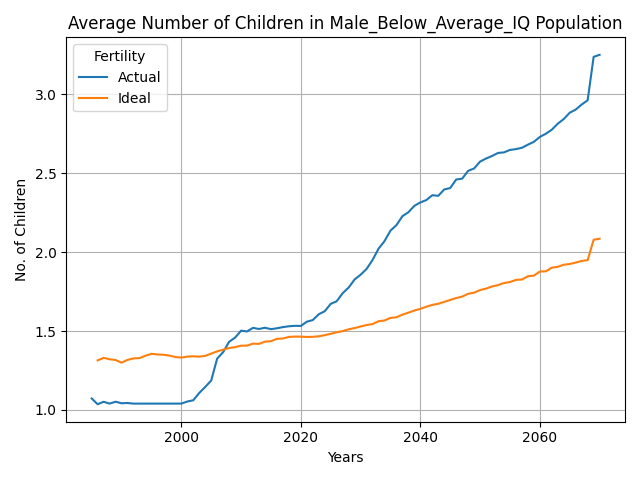 Average Number of Children in Male_Below_Average_IQ Population
Fertility
Actual
Ideal
No. of Children
3.0
2.5
2.0
1.5
1.0
2000
2020
2040
2060
Years